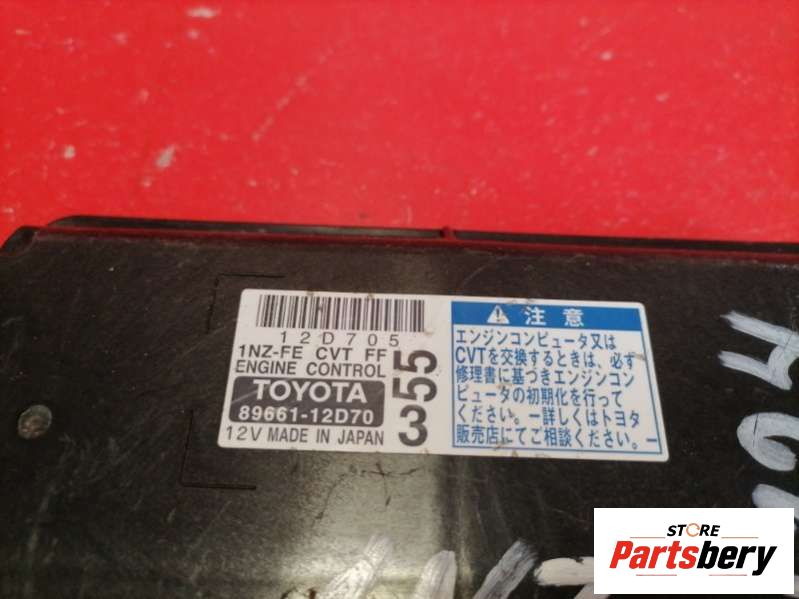 12D705
1NZ-FE CVT FF
ENGINE CONTROL
TOYOTA
89661-12D70
12V MADE IN JAPAN
355
注意
エンジンコンピュータ又は
CVTを交換するときは、必ず
修理書に基づきエンジンコン
ピュータの初期化を行って
ください。ー詳しくはトヨタ
販売店にてご相談ください。
STORE
Partsbery